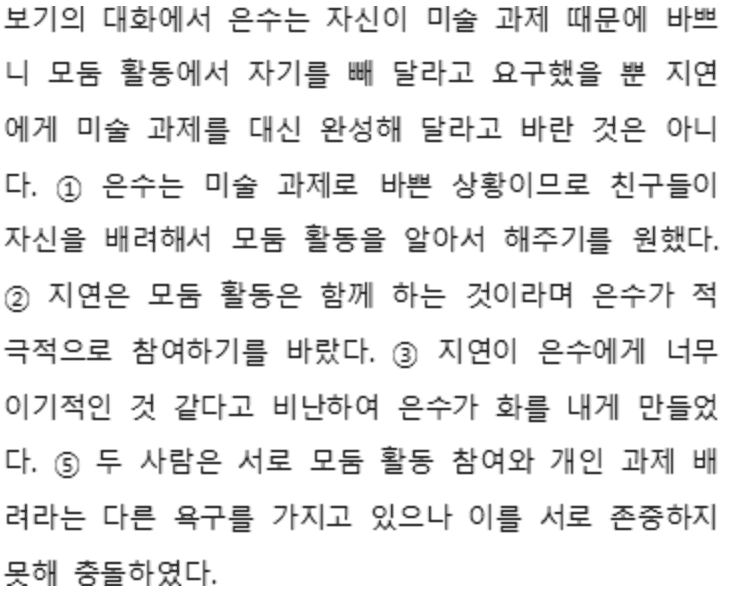 보기의 대화에서 은수는 자신이 미술 과제 때문에 바쁘
니 모둠 활동에서 자기를 빼 달라고 요구했을 뿐 지연
에게 미술 과제를 대신 완성해 달라고 바란 것은 아니
다. ① 은수는 미술 과제로 바쁜 상황이므로 친구들이
자신을 배려해서 모둠 활동을 알아서 해주기를 원했다.
② 지연은 모둠 활동은 함께 하는 것이라며 은수가 적
극적으로 참여하기를 바랐다. ③ 지연이 은수에게 너무
이기적인 것 같다고 비난하여 은수가 화를 내게 만들었
다. ⑤ 두 사람은 서로 모둠 활동 참여와 개인 과제 배
려라는 다른 욕구를 가지고 있으나 이를 서로 존중하지
못해 충돌하였다.